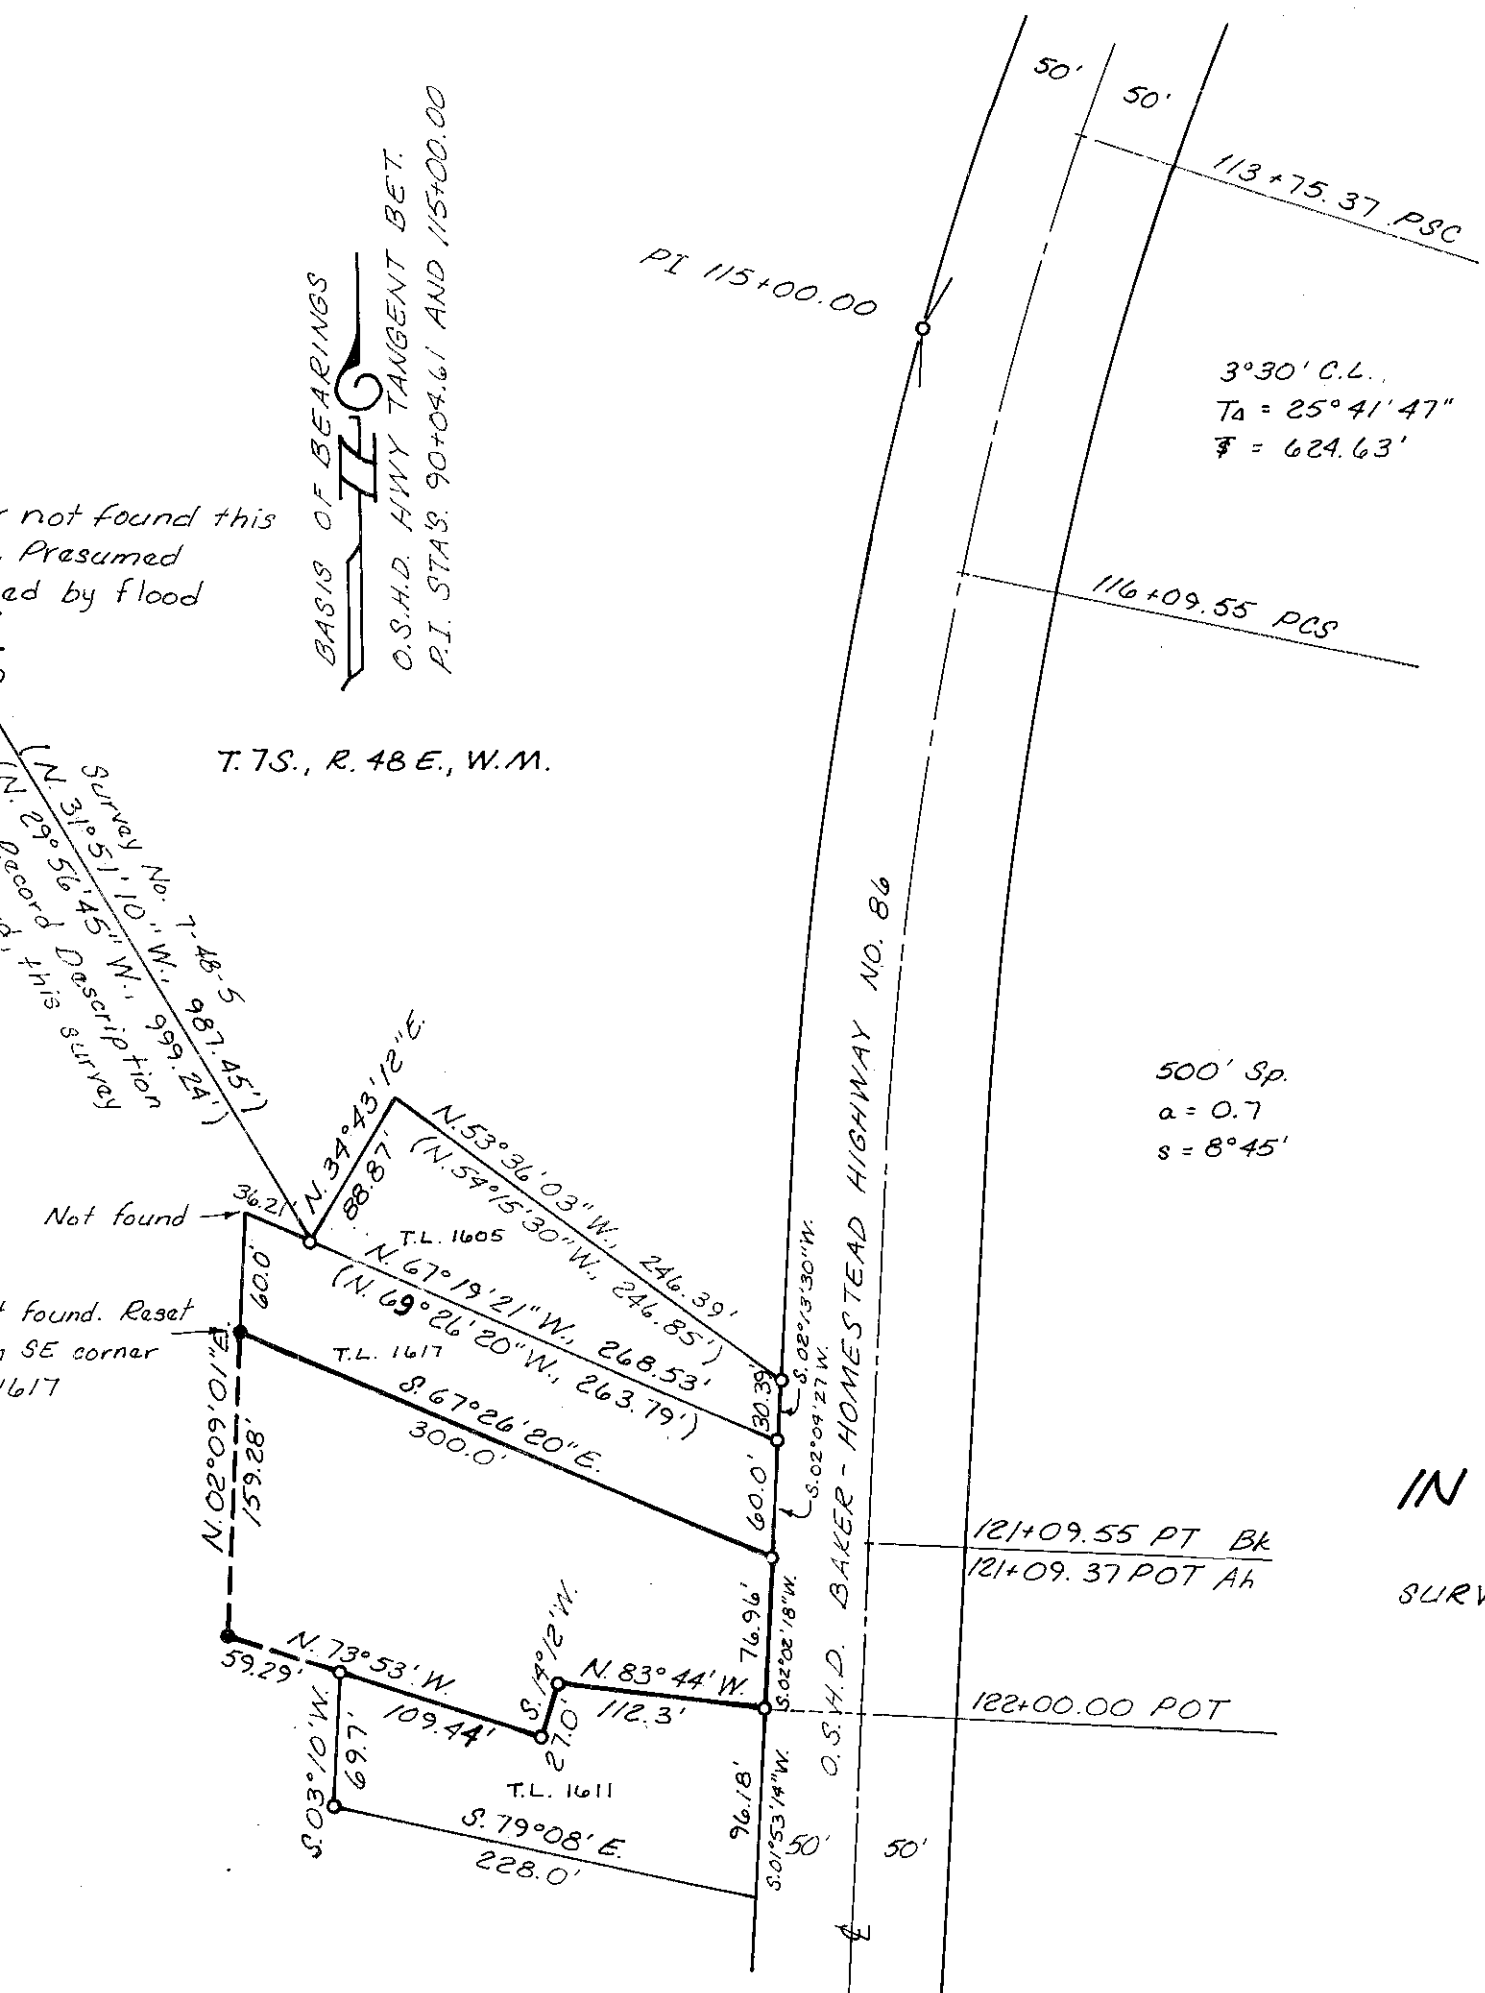 50'
50'
113+75.37 PSC
PI 115+00.00
BASIS OF BEARINGS
O.S.H.D. HWY TANGENT BET.
P.I. STA'S. 90+04.61 AND 115+00.00
3°30' C.L.
T∆ = 25°41'47"
= 624.63'
not found this
Presumed
ed by flood
116+09.55 PCS
T. 7S., R. 48 E., W.M.
Survey No. 7-48-5
(N. 31°51'10" W., 987.45')
(N. 29°56'45" W., 999.24')
Record Description
this survey
O.S.H.D. BAKER - HOMESTEAD HIGHWAY NO. 86
500' Sp.
a = 0.7
s = 8°45'
N. 34°43'12" E.
88.87'
N. 53°36'03" W., 246.39'
(N. 54°15'30" W., 246.85')
36.21'
Not found
60.0'
T.L. 1605
N. 67°19'21" W., 268.53'
(N. 69°26'20" W., 263.79')
S. 02°13'30" W.
30.39'
S. 02°04'27 W.
60.0'
found. Reset
SE corner
1617
T.L. 1617
S. 67°26'20" E.
300.0'
N. 02°09'01" E.
159.28'
121+09.55 PT Bk
121+09.37 POT Ah
IN
SURV
76.96'
S. 02°02'18" W.
N. 73°53' W.
59.29'
109.44'
S. 14°12' W.
27.0'
N. 83°44' W.
112.3'
122+00.00 POT
S. 03°10' W.
69.7'
T.L. 1611
S. 79°08' E.
228.0'
96.18'
S. 01°53'14" W.
50'
50'